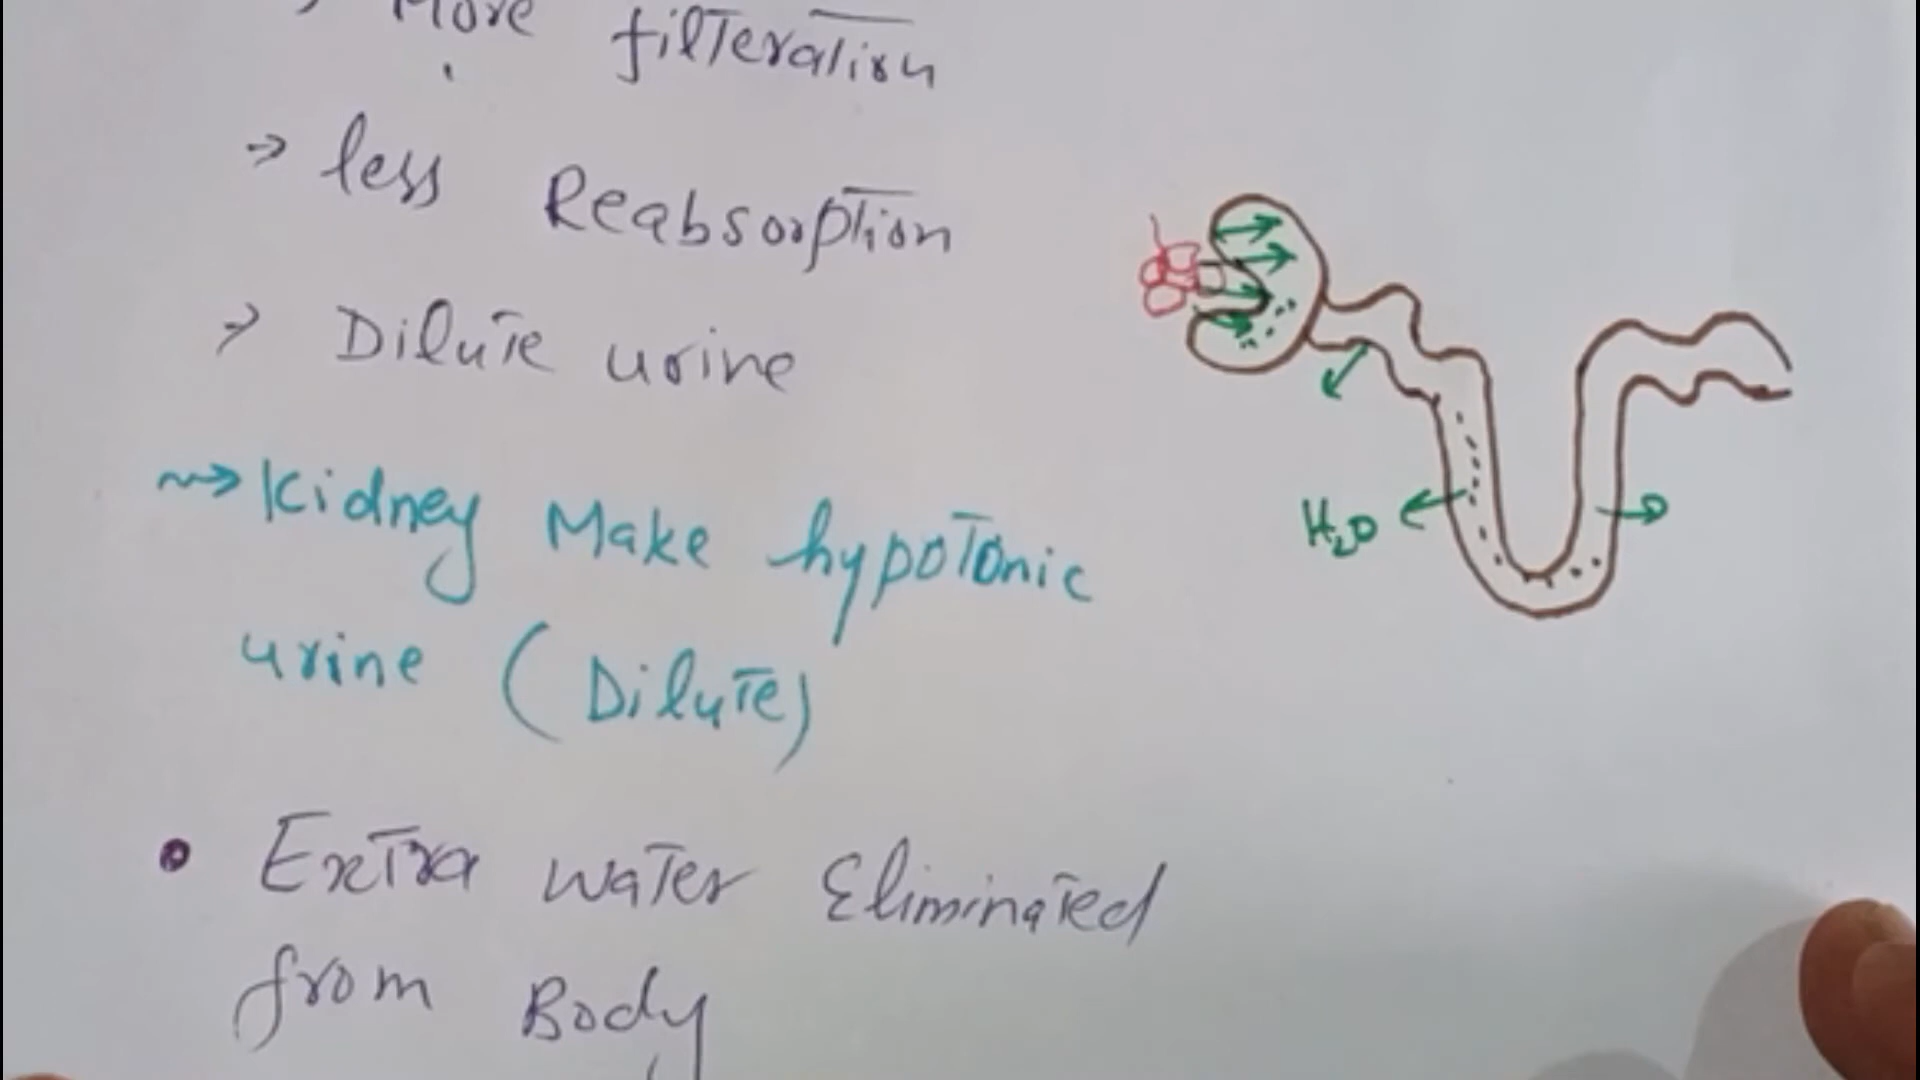 More filteration
→ less Reabsorption
→ Dilute urine
⇝ Kidney Make hypotonic
urine (Dilute)
• Extra water Eliminated
from Body
H₂O